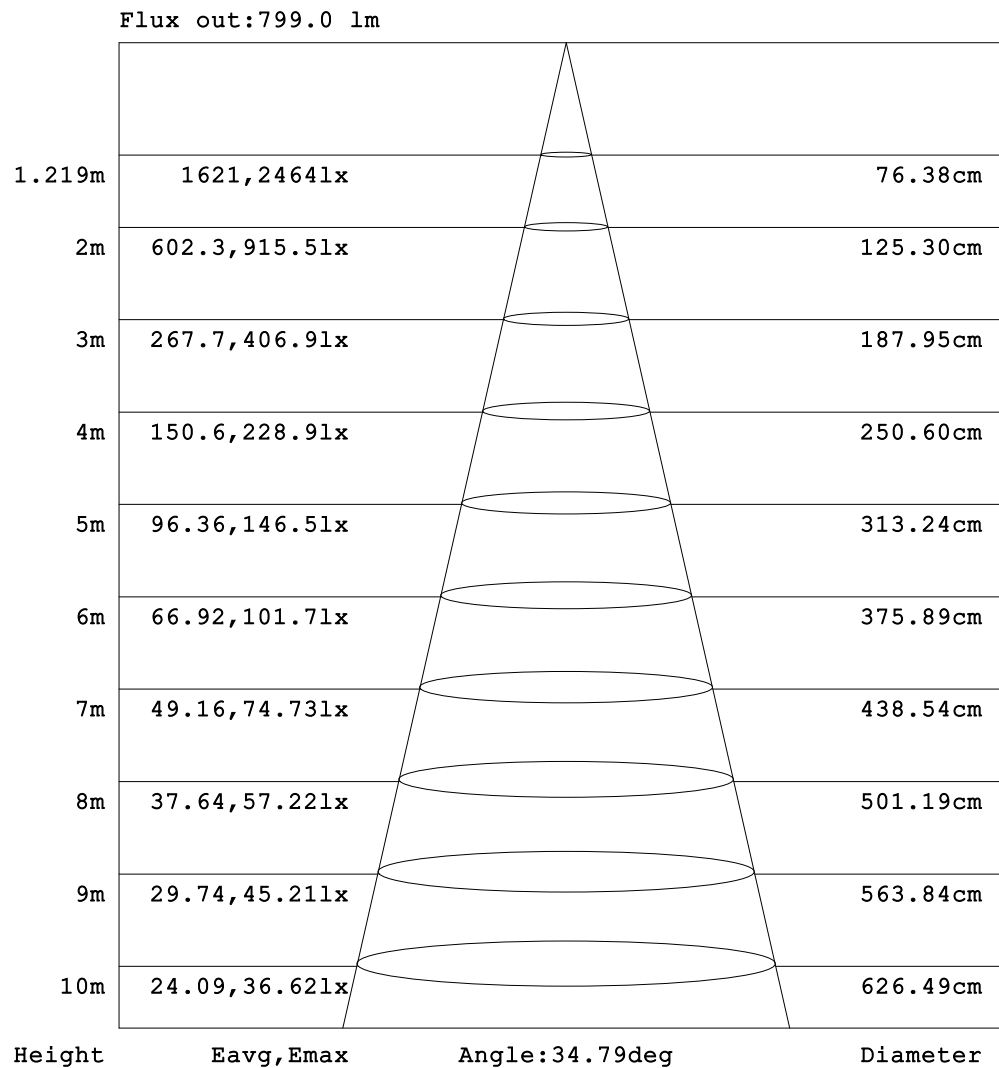 Flux out:799.0 lm
1.219m 1621,2464lx 76.38cm
2m 602.3,915.5lx 125.30cm
3m 267.7,406.9lx 187.95cm
4m 150.6,228.9lx 250.60cm
5m 96.36,146.5lx 313.24cm
6m 66.92,101.7lx 375.89cm
7m 49.16,74.73lx 438.54cm
8m 37.64,57.22lx 501.19cm
9m 29.74,45.21lx 563.84cm
10m 24.09,36.62lx 626.49cm
Height Eavg,Emax Angle:34.79deg Diameter